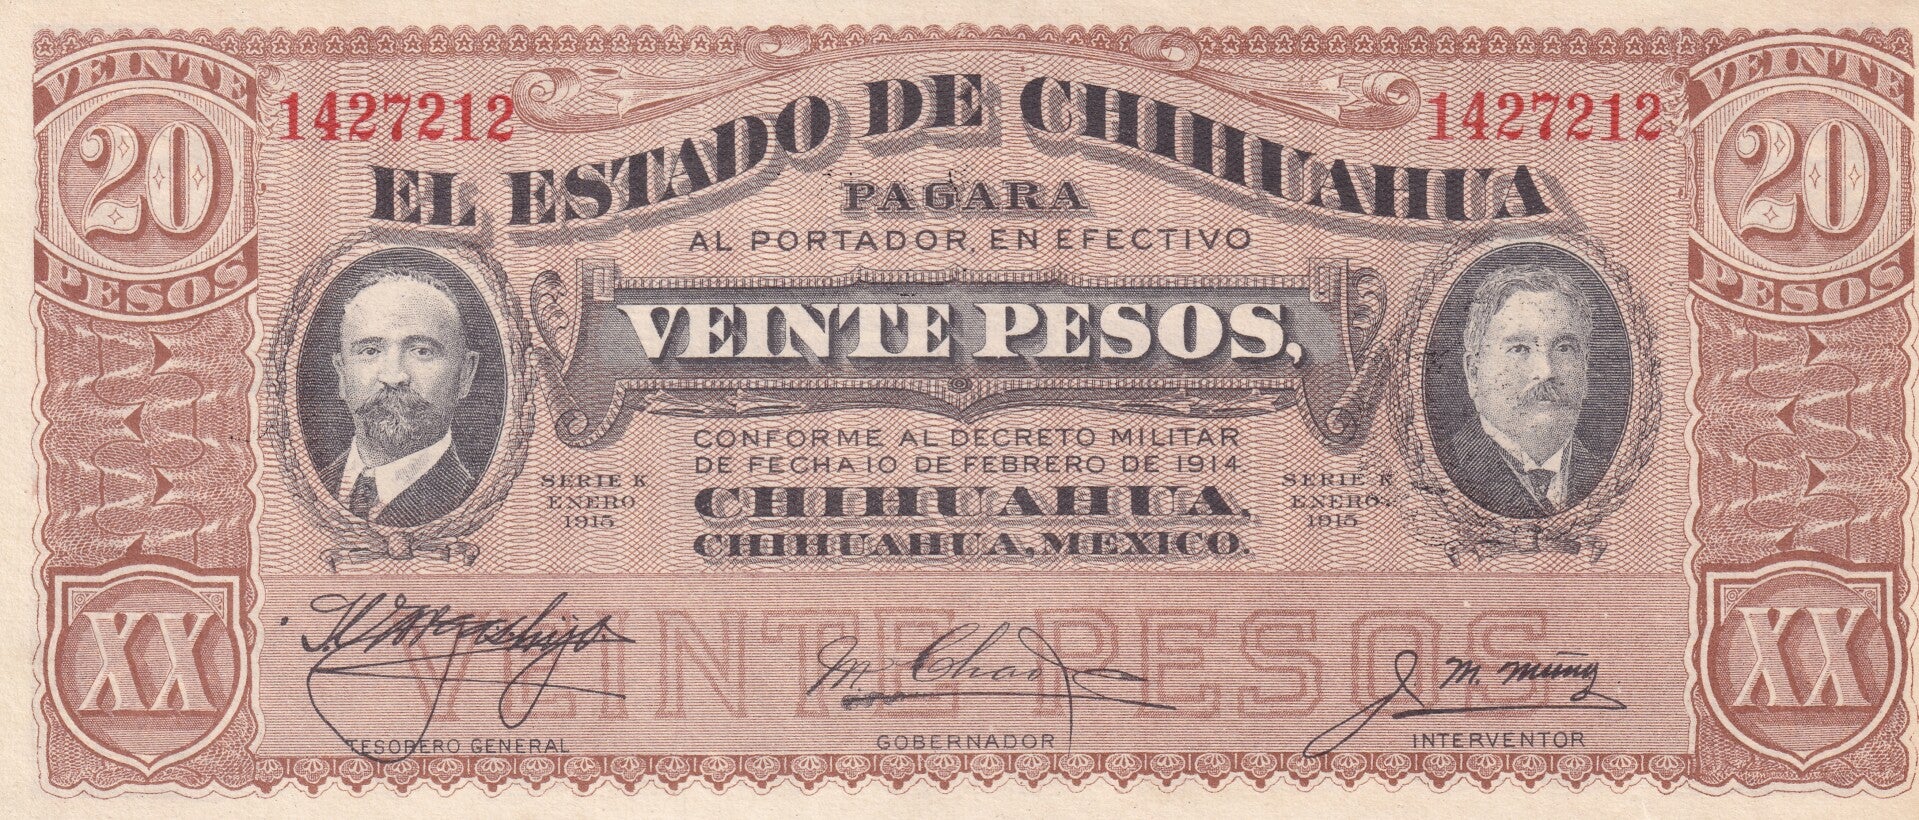 VEINTE
20
PESOS
1427212
EL ESTADO DE CHIHUAHUA
1427212
VEINTE
20
PESOS
PAGARA
AL PORTADOR, EN EFECTIVO
VEINTE PESOS,
CONFORME AL DECRETO MILITAR
DE FECHA 10 DE FEBRERO DE 1914
CHIHUAHUA,
CHIHUAHUA, MEXICO.
SERIE K
ENERO
1915
SERIE K
ENERO
1915
XX
VEINTE PESOS
XX
M Chao
J. M. Muñoz
TESORERO GENERAL
GOBERNADOR
INTERVENTOR